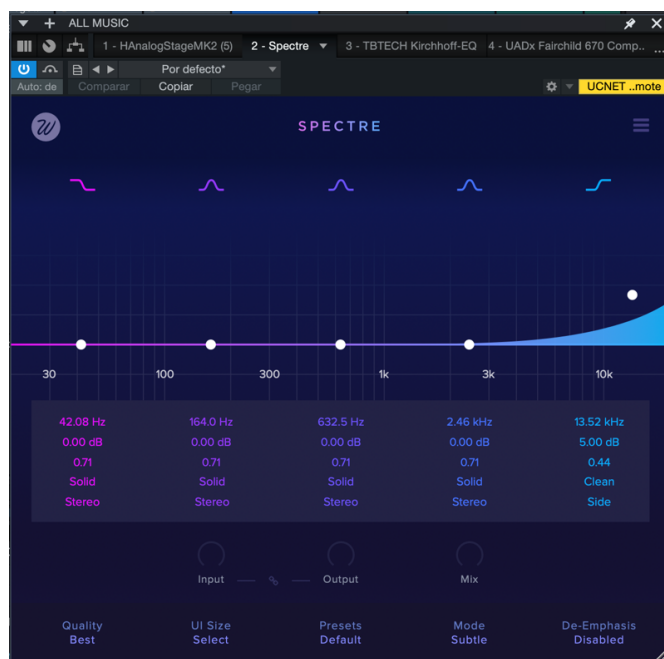 ALL MUSIC
1 - HAnalogStageMK2 (5) 2 - Spectre 3 - TBTECH Kirchhoff-EQ 4 - UADx Fairchild 670 Comp.. ...
Por defecto*
Auto: de Comparar Copiar Pegar UCNET ..mote
W SPECTRE
30 100 300 1k 3k 10k
42.08 Hz 164.0 Hz 632.5 Hz 2.46 kHz 13.52 kHz
0.00 dB 0.00 dB 0.00 dB 0.00 dB 5.00 dB
0.71 0.71 0.71 0.71 0.44
Solid Solid Solid Solid Clean
Stereo Stereo Stereo Stereo Side
Input Output Mix
Quality UI Size Presets Mode De-Emphasis
Best Select Default Subtle Disabled